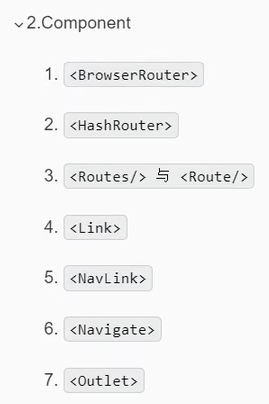 2.Component
1. <BrowserRouter>
2. <HashRouter>
3. <Routes/> 与 <Route/>
4. <Link>
5. <NavLink>
6. <Navigate>
7. <Outlet>